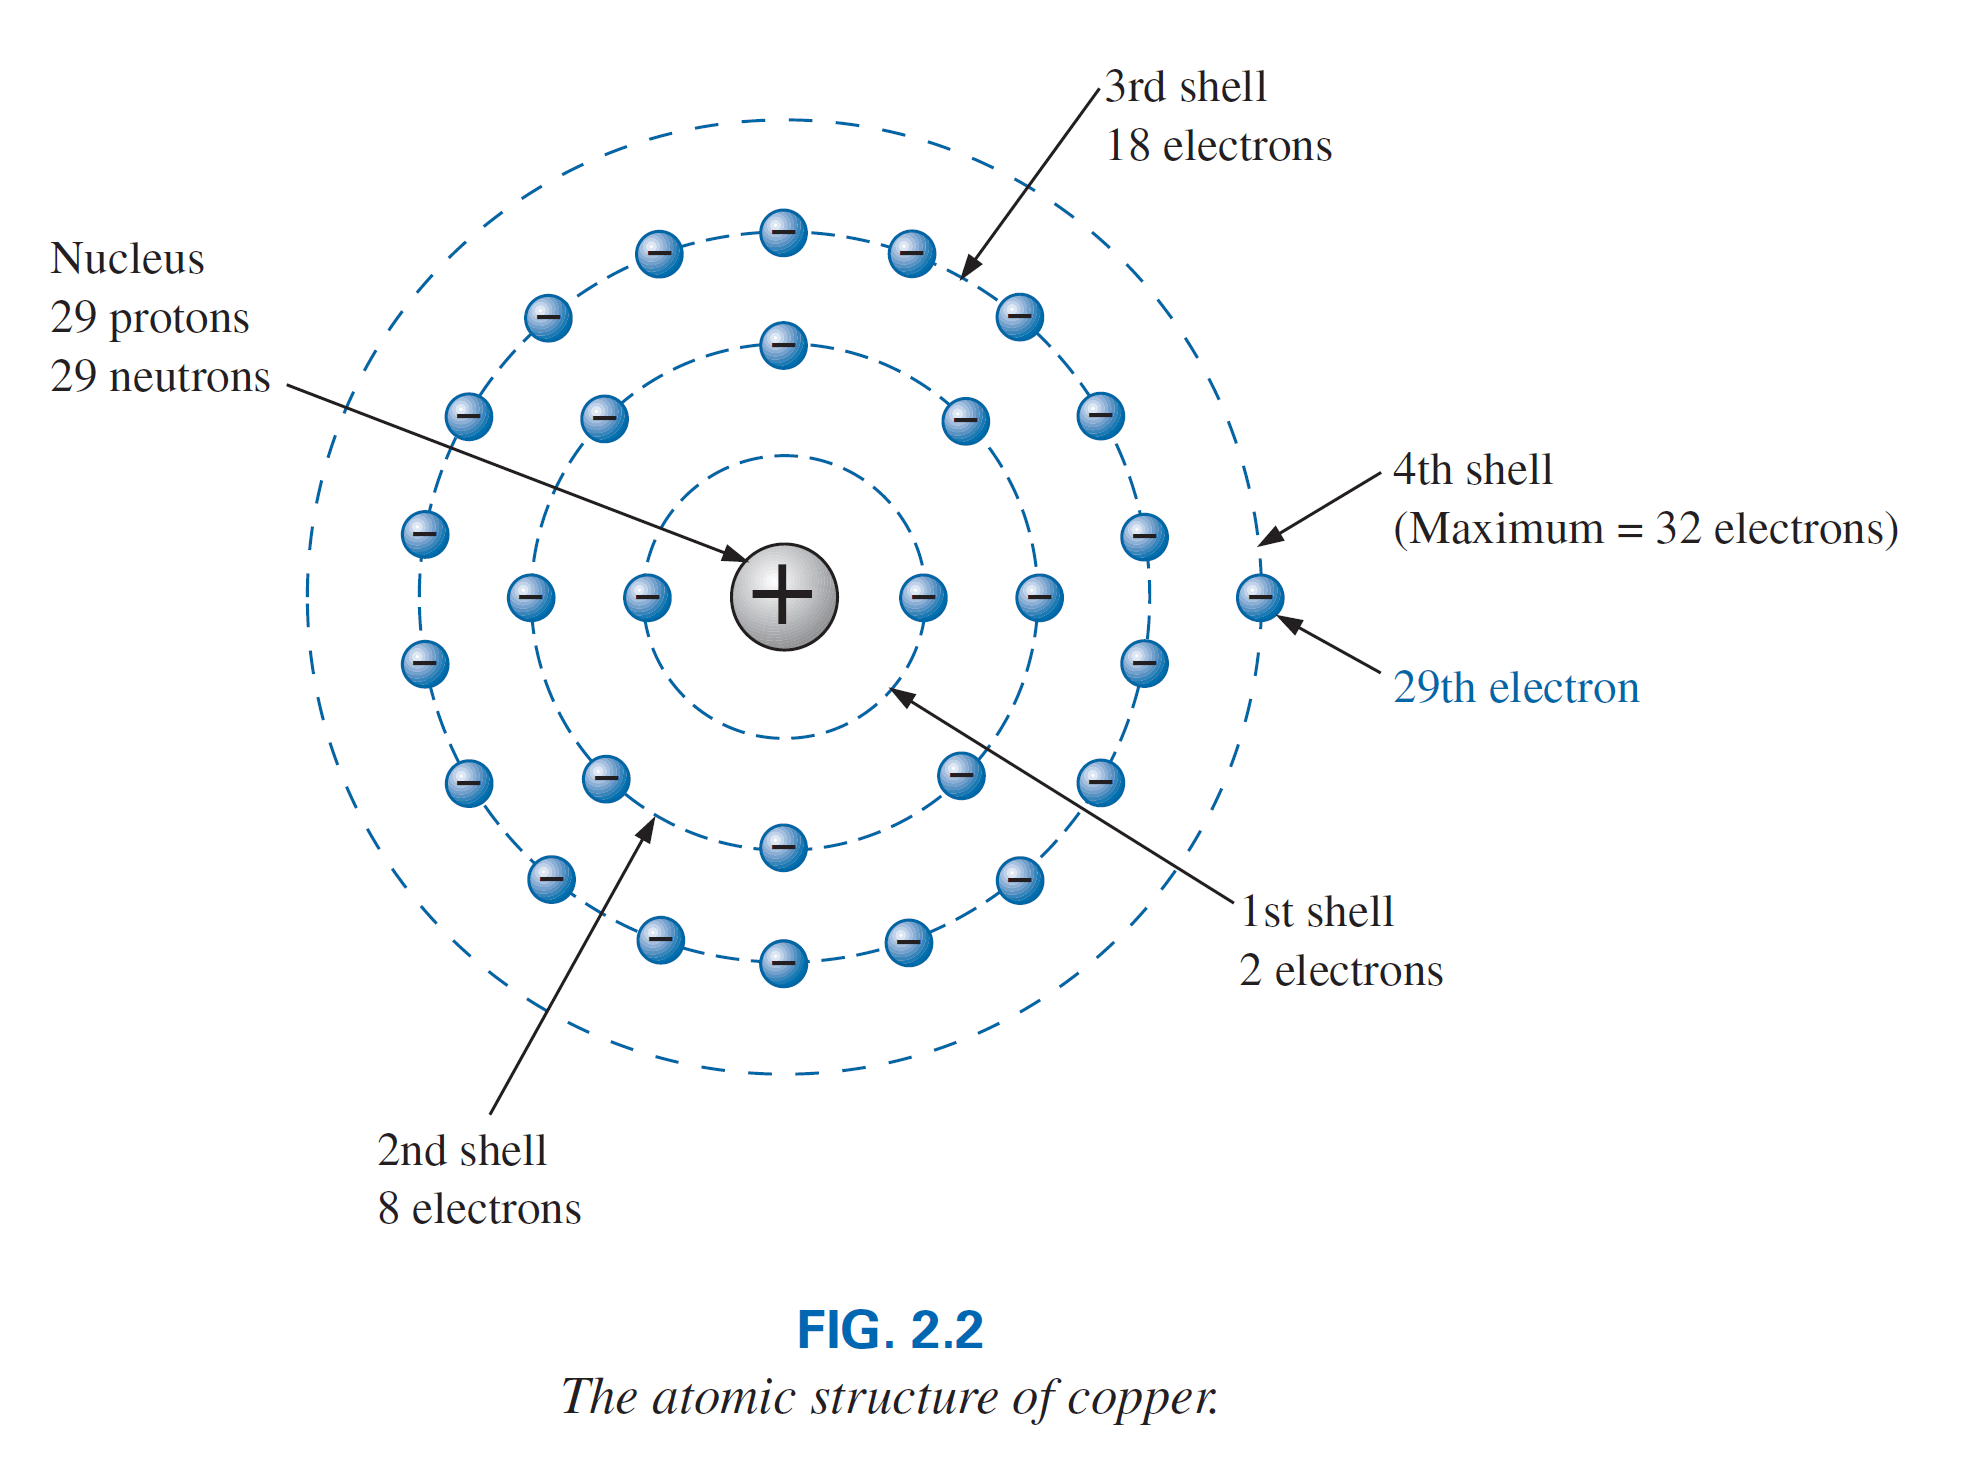 3rd shell
18 electrons
Nucleus
29 protons
29 neutrons
4th shell
(Maximum = 32 electrons)
29th electron
1st shell
2 electrons
2nd shell
8 electrons
FIG. 2.2
The atomic structure of copper.